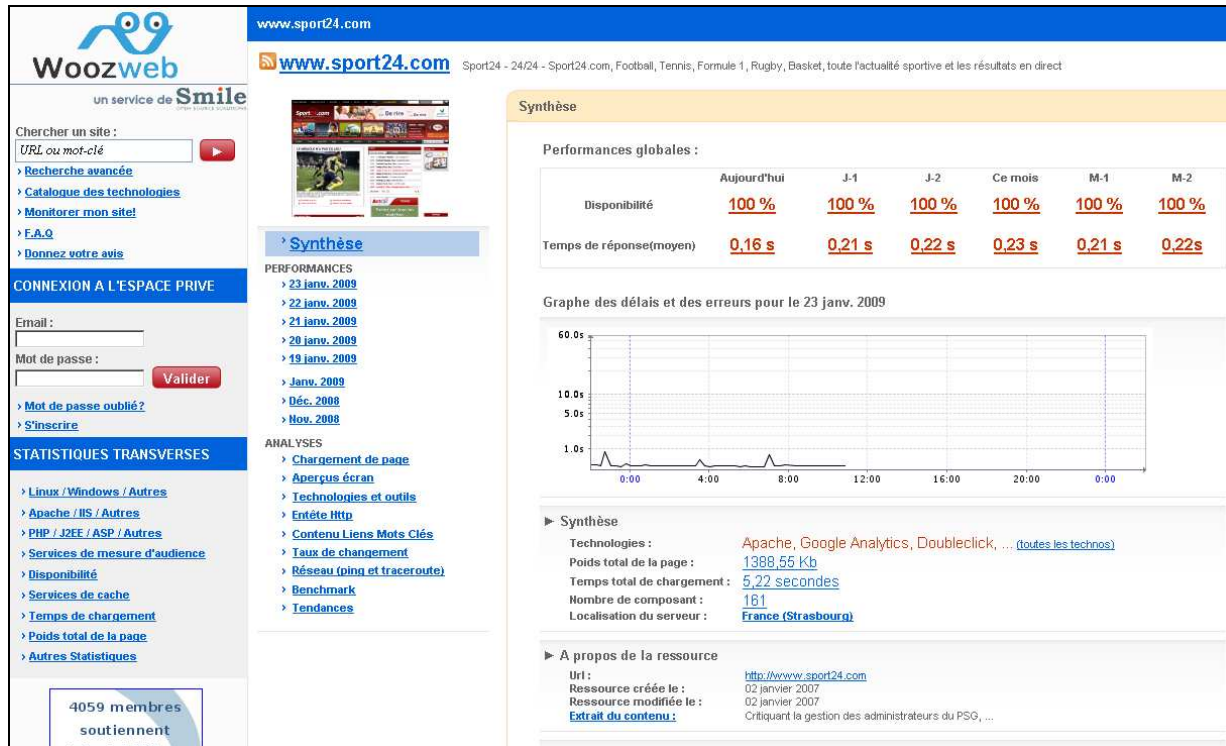 Woozweb
un service de Smile
OPEN SOURCE SOLUTIONS
Chercher un site :
URL ou mot-clé
› Recherche avancée
› Catalogue des technologies
› Monitorer mon site!
› F.A.Q
› Donnez votre avis
CONNEXION A L'ESPACE PRIVE
Email :
Mot de passe :
Valider
› Mot de passe oublié?
› S'inscrire
STATISTIQUES TRANSVERSES
› Linux / Windows / Autres
› Apache / IIS / Autres
› PHP / J2EE / ASP / Autres
› Services de mesure d'audience
› Disponibilité
› Services de cache
› Temps de chargement
› Poids total de la page
› Autres Statistiques
4059 membres
soutiennent
www.sport24.com
www.sport24.com Sport24 - 24/24 - Sport24.com, Football, Tennis, Formule 1, Rugby, Basket, toute l'actualité sportive et les résultats en direct
› Synthèse
PERFORMANCES
› 23 janv. 2009
› 22 janv. 2009
› 21 janv. 2009
› 20 janv. 2009
› 19 janv. 2009
› Janv. 2009
› Déc. 2008
› Nov. 2008
ANALYSES
› Chargement de page
› Aperçus écran
› Technologies et outils
› Entéte Http
› Contenu Liens Mots Clés
› Taux de changement
› Réseau (ping et traceroute)
› Benchmark
› Tendances
Synthèse
Performances globales :
Aujourd'hui J-1 J-2 Ce mois M-1 M-2
Disponibilité 100 % 100 % 100 % 100 % 100 % 100 %
Temps de réponse(moyen) 0,16 s 0,21 s 0,22 s 0,23 s 0,21 s 0,22s
Graphe des délais et des erreurs pour le 23 janv. 2009
60.0s
10.0s
5.0s
1.0s
0:00 4:00 8:00 12:00 16:00 20:00 0:00
► Synthèse
Technologies : Apache, Google Analytics, Doubleclick, ... (toutes les technos)
Poids total de la page : 1388,55 Kb
Temps total de chargement : 5,22 secondes
Nombre de composant : 161
Localisation du serveur : France (Strasbourg)
► A propos de la ressource
Url : http://www.sport24.com
Ressource créée le : 02 janvier 2007
Ressource modifiée le : 02 janvier 2007
Extrait du contenu : Critiquant la gestion des administrateurs du PSG, ...